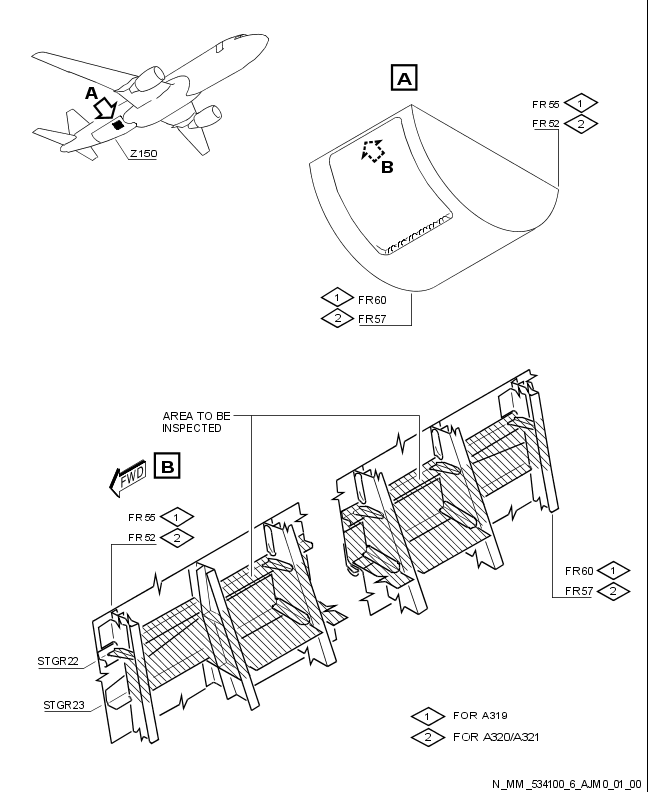 A
A
Z150
B
FR55 1
FR52 2
1 FR60
2 FR57
AREA TO BE
INSPECTED
FWD
B
FR55 1
FR52 2
FR60 1
FR57 2
STGR22
STGR23
1 FOR A319
2 FOR A320/A321
N_MM_534100_6_AJM0_01_00